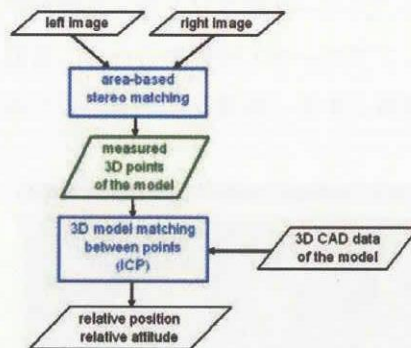 left image
right image
area-based
stereo matching
measured
3D points
of the model
3D model matching
between points
(ICP)
3D CAD data
of the model
relative position
relative attitude